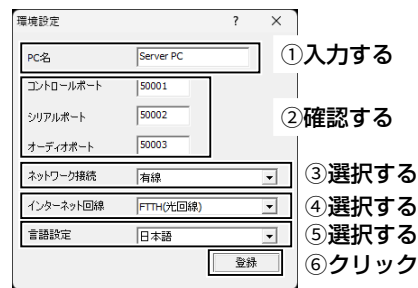 環境設定 ? ×
PC名 Server PC ①入力する
コントロールポート 50001
シリアルポート 50002 ②確認する
オーディオポート 50003
ネットワーク接続 有線 ③選択する
インターネット回線 FTTH(光回線) ④選択する
言語設定 日本語 ⑤選択する
登録 ⑥クリック